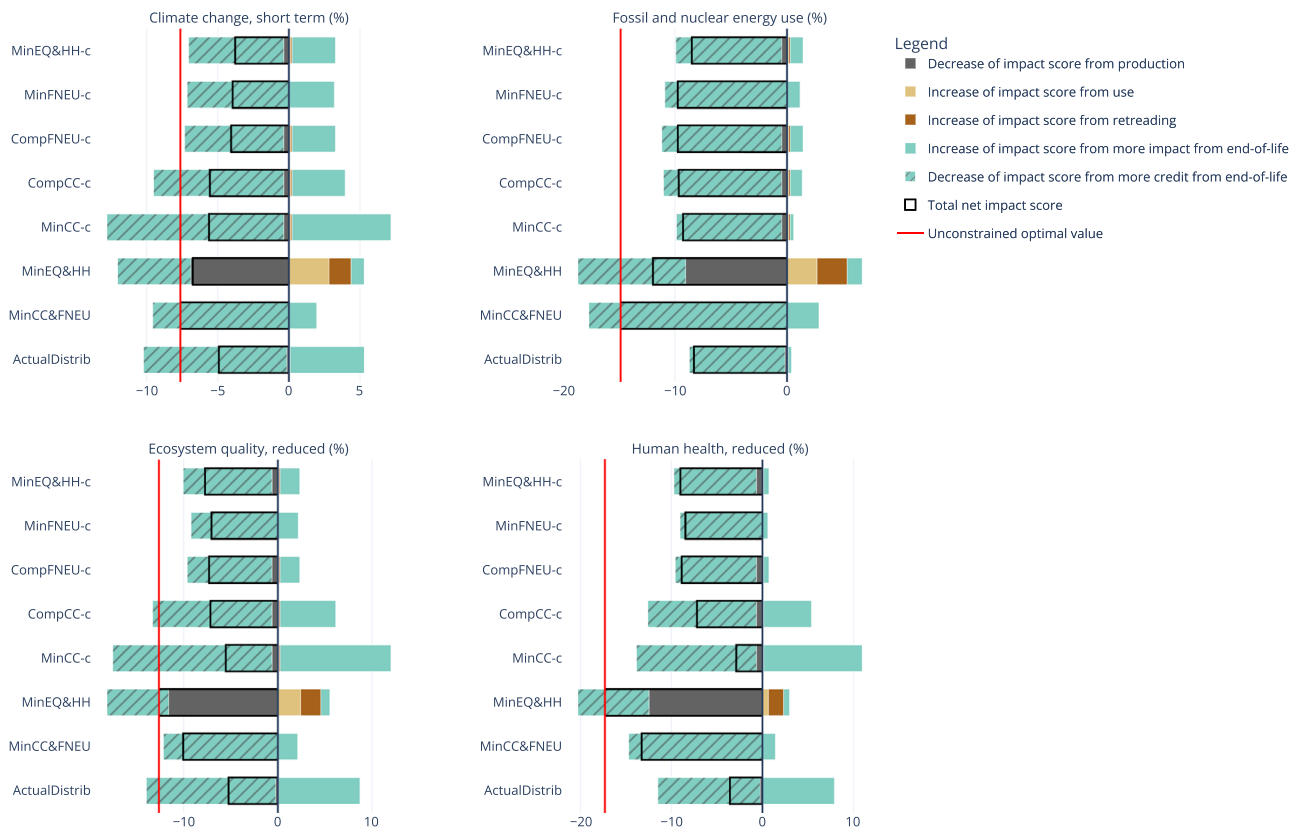 Climate change, short term (%)
MinEQ&HH-c
MinFNEU-c
CompFNEU-c
CompCC-c
MinCC-c
MinEQ&HH
MinCC&FNEU
ActualDistrib
−10 −5 0 5
Fossil and nuclear energy use (%)
MinEQ&HH-c
MinFNEU-c
CompFNEU-c
CompCC-c
MinCC-c
MinEQ&HH
MinCC&FNEU
ActualDistrib
−20 −10 0
Legend
Decrease of impact score from production
Increase of impact score from use
Increase of impact score from retreading
Increase of impact score from more impact from end-of-life
Decrease of impact score from more credit from end-of-life
Total net impact score
Unconstrained optimal value
Ecosystem quality, reduced (%)
MinEQ&HH-c
MinFNEU-c
CompFNEU-c
CompCC-c
MinCC-c
MinEQ&HH
MinCC&FNEU
ActualDistrib
−10 0 10
Human health, reduced (%)
MinEQ&HH-c
MinFNEU-c
CompFNEU-c
CompCC-c
MinCC-c
MinEQ&HH
MinCC&FNEU
ActualDistrib
−20 −10 0 10